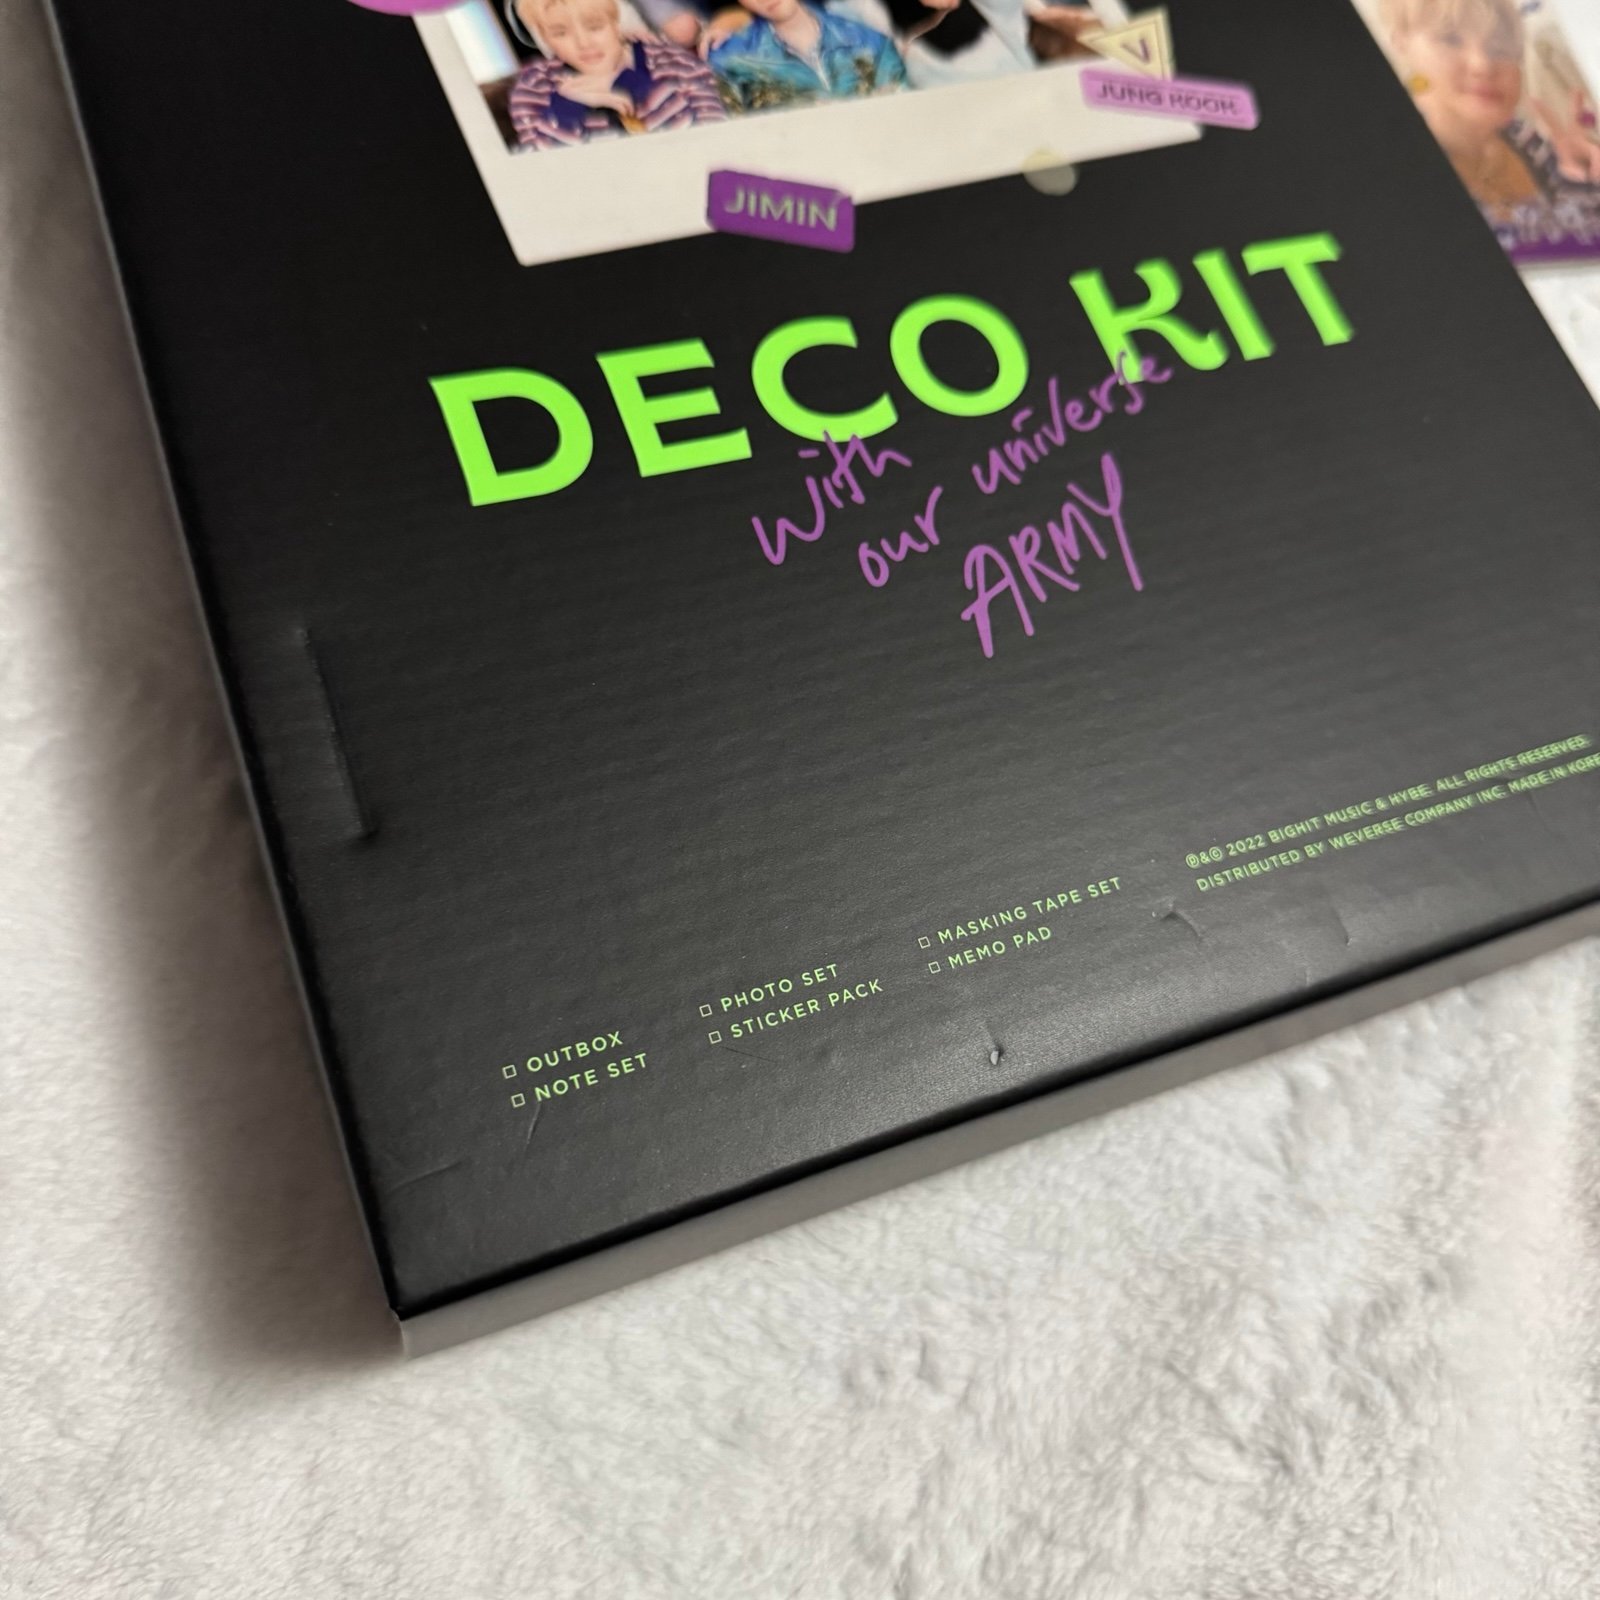 V
JUNG KOOK
JIMIN
DECO KIT
with
our universe
ARMY
℗&© 2022 BIGHIT MUSIC & HYBE. ALL RIGHTS RESERVED.
DISTRIBUTED BY WEVERSE COMPANY INC. MADE IN KORE
□ MASKING TAPE SET
□ MEMO PAD
□ PHOTO SET
□ STICKER PACK
□ OUTBOX
□ NOTE SET